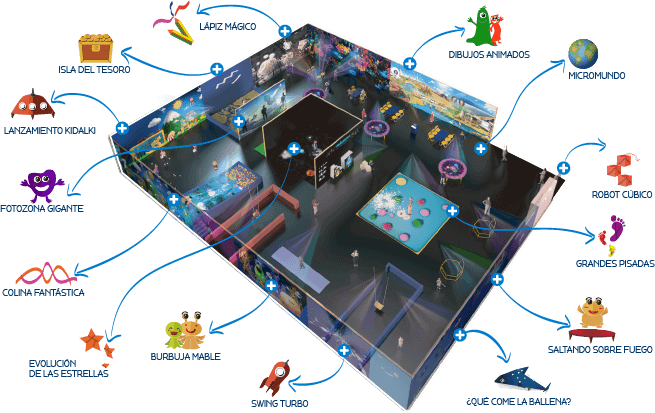 LÁPIZ MÁGICO
DIBUJOS ANIMADOS
ISLA DEL TESORO
MICROMUNDO
LANZAMIENTO KIDALKI
ROBOT CÚBICO
FOTOZONA GIGANTE
GRANDES PISADAS
COLINA FANTÁSTICA
SALTANDO SOBRE FUEGO
BURBUJA MABLE
EVOLUCIÓN
DE LAS ESTRELLAS
SWING TURBO
¿QUÉ COME LA BALLENA?